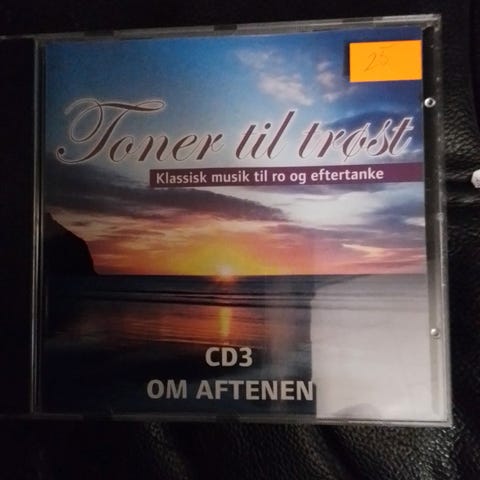 25
Toner til trøst
Klassisk musik til ro og eftertanke
CD3
OM AFTENEN